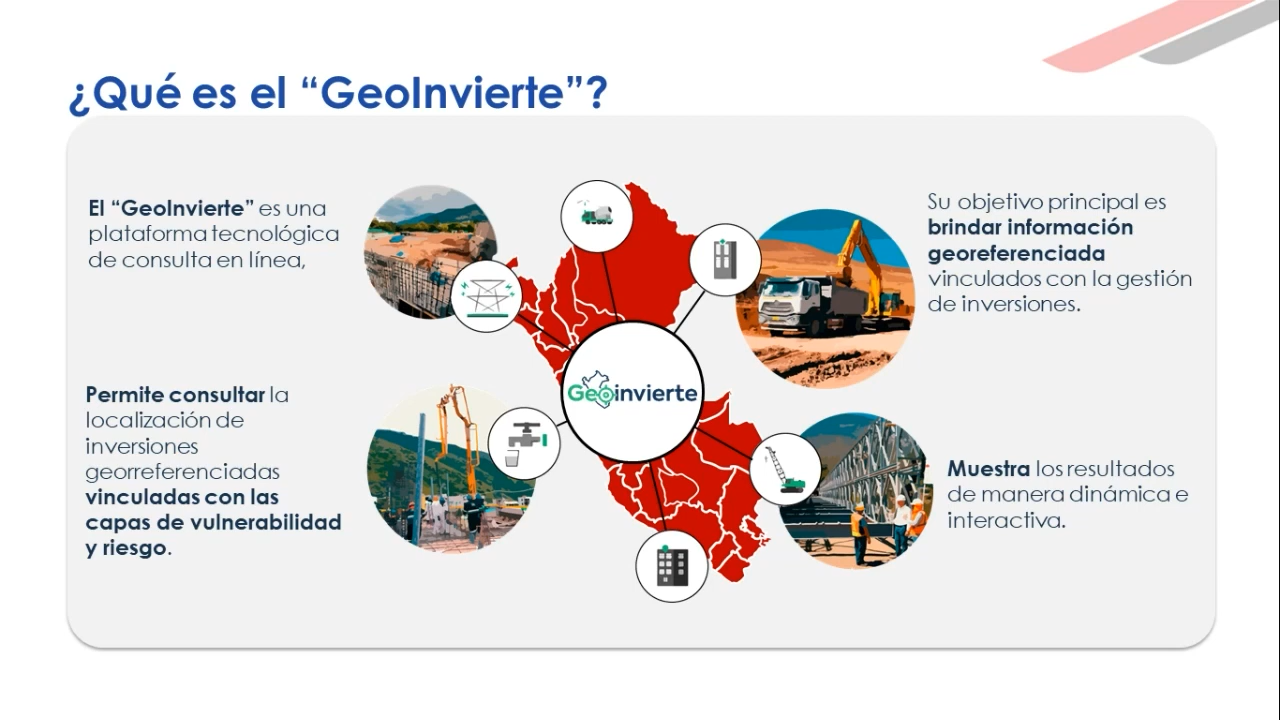 ¿Qué es el “GeoInvierte”?
El “GeoInvierte” es una
plataforma tecnológica
de consulta en línea,
Permite consultar la
localización de
inversiones
georreferenciadas
vinculadas con las
capas de vulnerabilidad
y riesgo.
Geoinvierte
Su objetivo principal es
brindar información
georeferenciada
vinculados con la gestión
de inversiones.
Muestra los resultados
de manera dinámica e
interactiva.